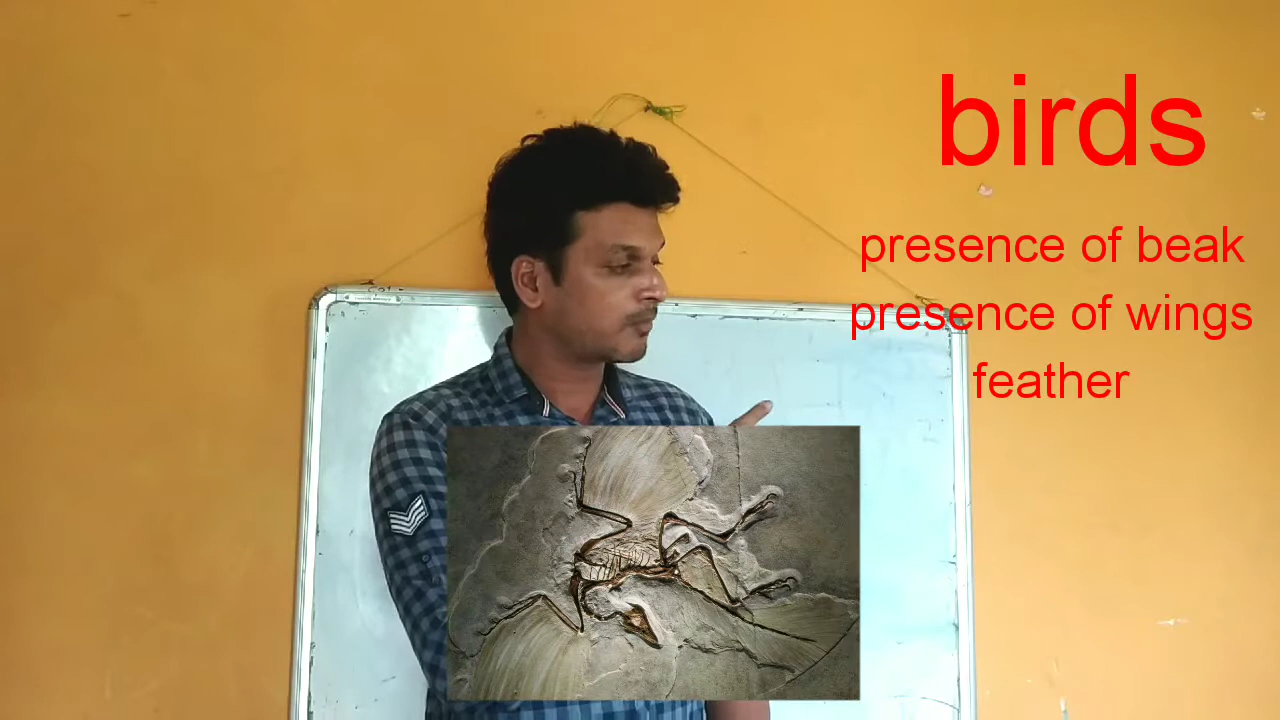 birds
presence of beak
presence of wings
feather